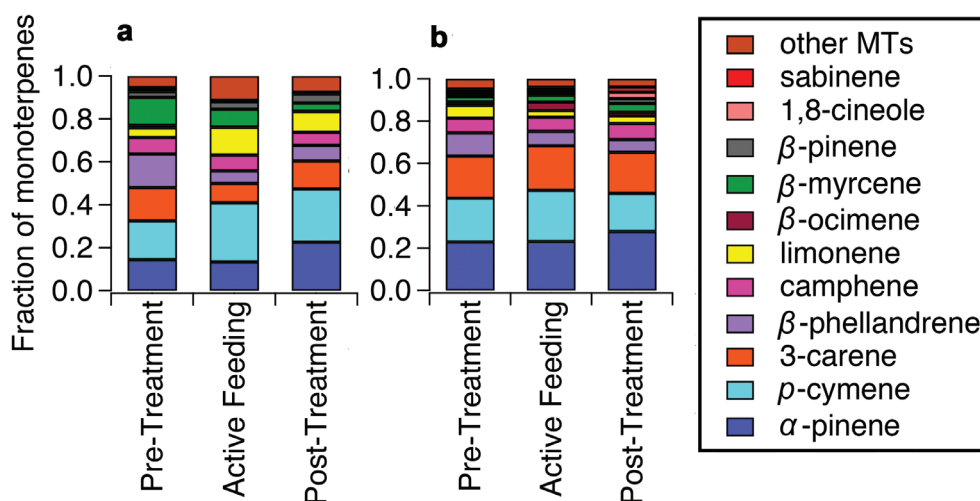 a
b
Fraction of monoterpenes
1.0
0.8
0.6
0.4
0.2
0.0
Pre-Treatment
Active Feeding
Post-Treatment
1.0
0.8
0.6
0.4
0.2
0.0
Pre-Treatment
Active Feeding
Post-Treatment
other MTs
sabinene
1,8-cineole
β-pinene
β-myrcene
β-ocimene
limonene
camphene
β-phellandrene
3-carene
p-cymene
α-pinene